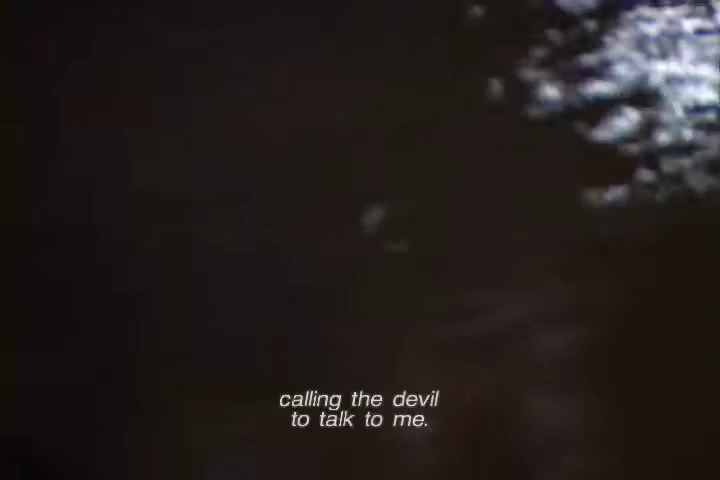 calling the devil
to talk to me.